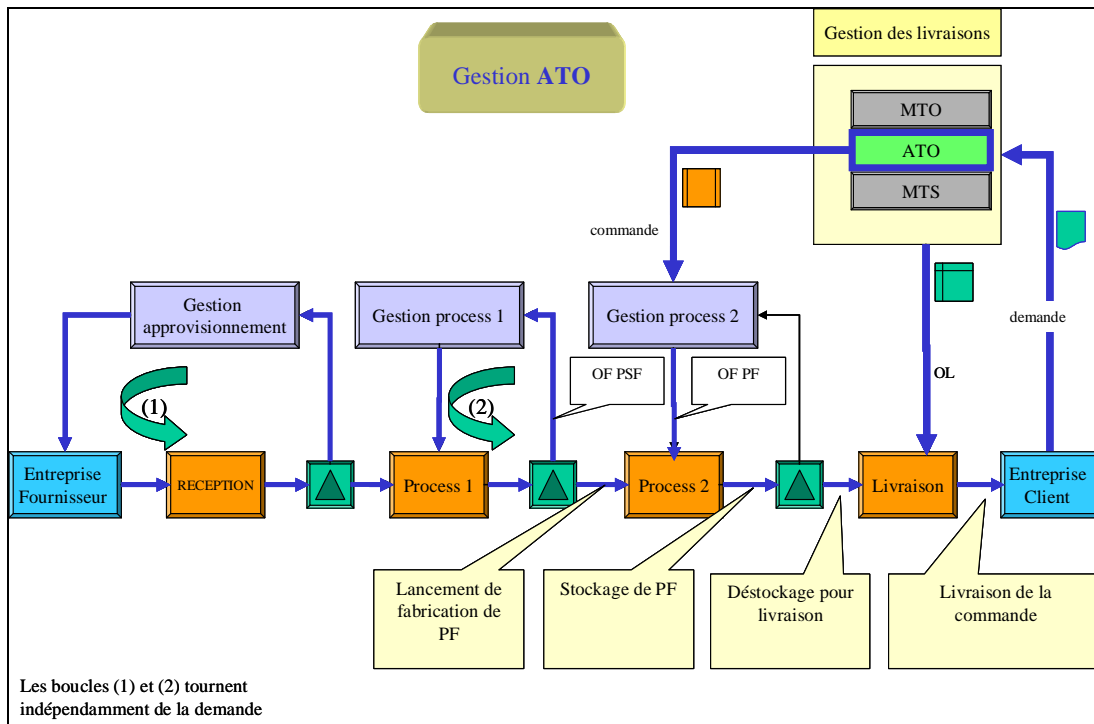 Gestion des livraisons
Gestion ATO
MTO
ATO
MTS
commande
Gestion
approvisionnement
Gestion process 1
Gestion process 2
demande
OF PSF
OF PF
OL
(1)
(2)
Entreprise
Fournisseur
RECEPTION
Process 1
Process 2
Livraison
Entreprise
Client
Lancement de
fabrication de
PF
Stockage de PF
Déstockage pour
livraison
Livraison de la
commande
Les boucles (1) et (2) tournent
indépendamment de la demande